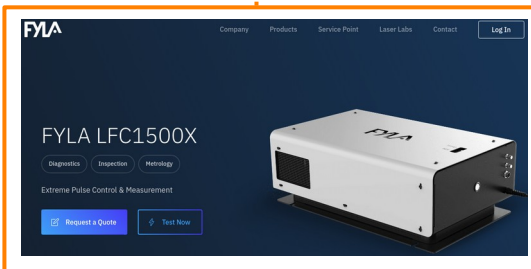 FYLA
Company Products Service Point Laser Labs Contact Log In
FYLA LFC1500X
Diagnostics Inspection Metrology
Extreme Pulse Control & Measurement
Request a Quote Test Now
FYLA